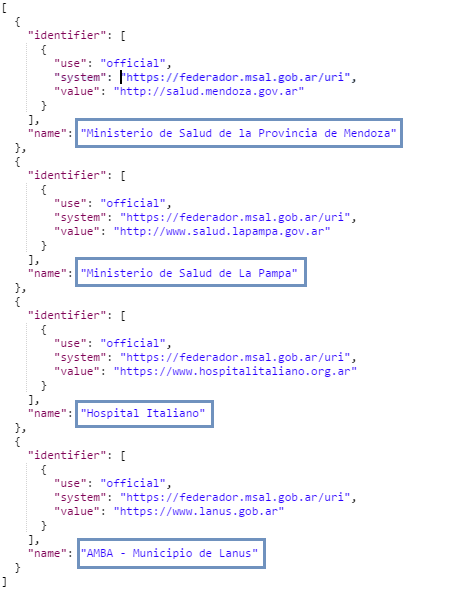 [
  {
    "identifier": [
      {
        "use": "official",
        "system": "https://federador.msal.gob.ar/uri",
        "value": "http://salud.mendoza.gov.ar"
      }
    ],
    "name": "Ministerio de Salud de la Provincia de Mendoza"
  },
  {
    "identifier": [
      {
        "use": "official",
        "system": "https://federador.msal.gob.ar/uri",
        "value": "http://www.salud.lapampa.gov.ar"
      }
    ],
    "name": "Ministerio de Salud de La Pampa"
  },
  {
    "identifier": [
      {
        "use": "official",
        "system": "https://federador.msal.gob.ar/uri",
        "value": "https://www.hospitalitaliano.org.ar"
      }
    ],
    "name": "Hospital Italiano"
  },
  {
    "identifier": [
      {
        "use": "official",
        "system": "https://federador.msal.gob.ar/uri",
        "value": "https://www.lanus.gob.ar"
      }
    ],
    "name": "AMBA - Municipio de Lanus"
  }
]